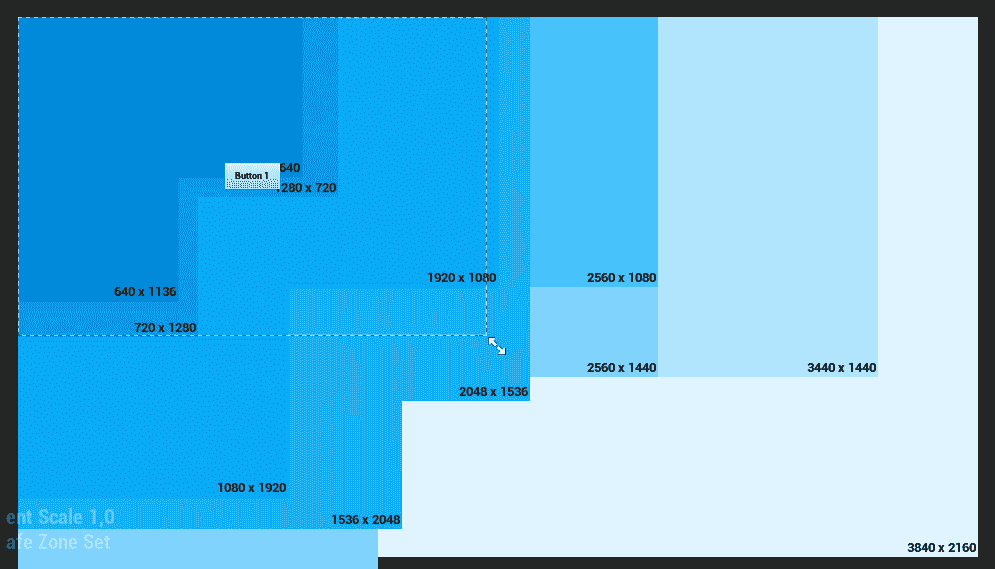 640
Button 1
280 x 720
1920 x 1080
2560 x 1080
640 x 1136
720 x 1280
2560 x 1440
3440 x 1440
2048 x 1536
1080 x 1920
1536 x 2048
ent Scale 1,0
afe Zone Set
3840 x 2160